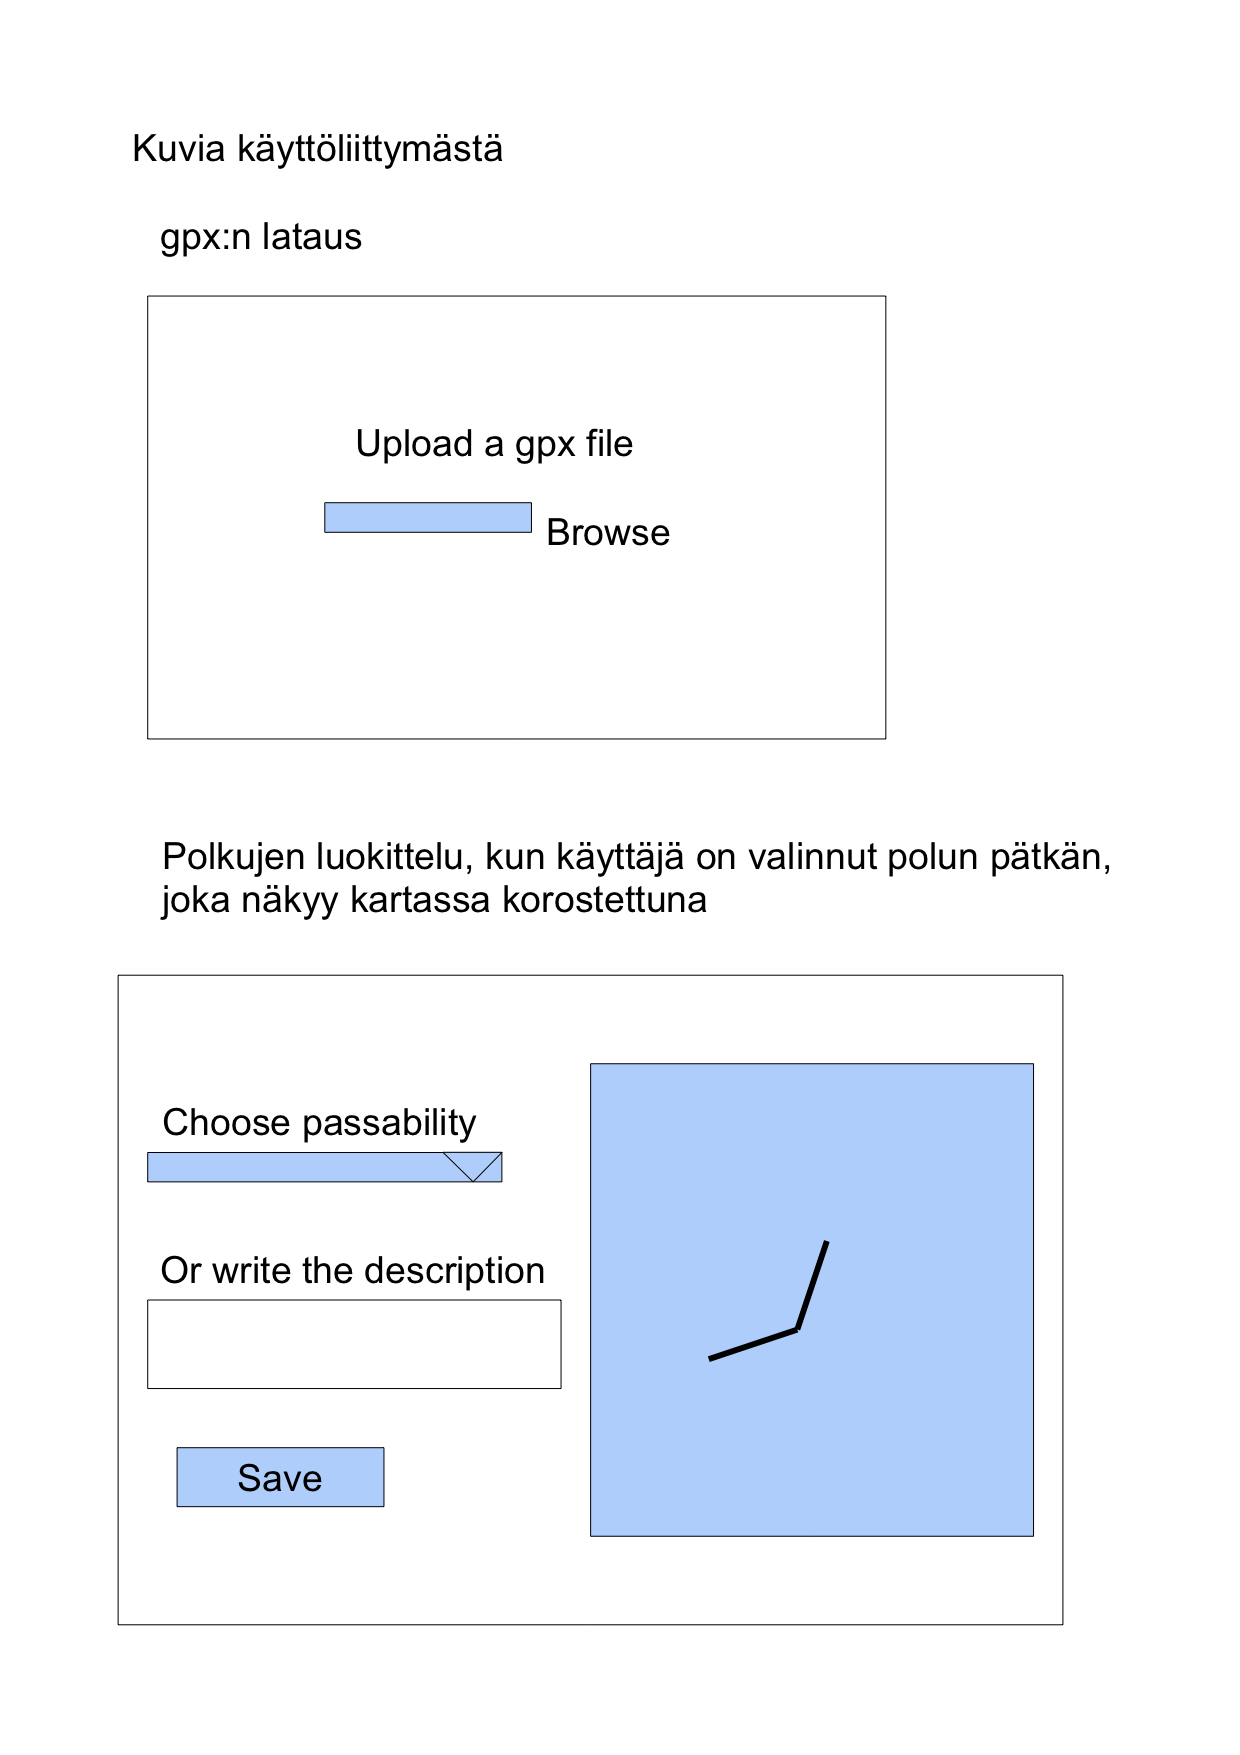 Kuvia käyttöliittymästä
gpx:n lataus
Upload a gpx file
Browse
Polkujen luokittelu, kun käyttäjä on valinnut polun pätkän,
joka näkyy kartassa korostettuna
Choose passability
Or write the description
Save